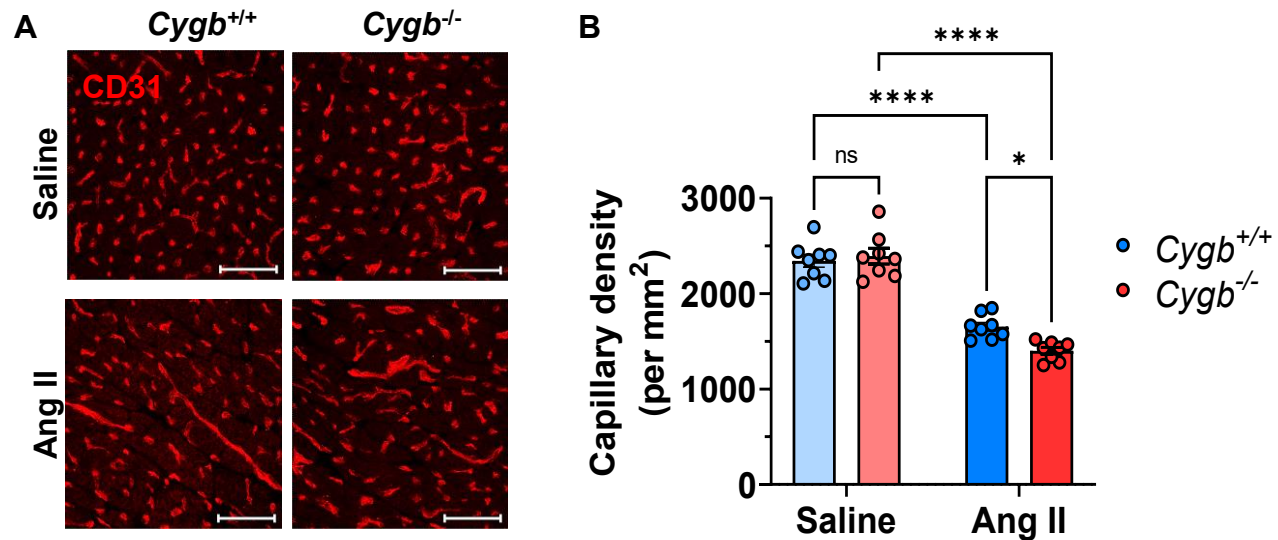 A
Cygb+/+
Cygb-/-
CD31
Saline
Ang II
B
****
****
ns
*
Capillary density
(per mm²)
3000
2000
1000
0
Saline
Ang II
Cygb+/+
Cygb-/-